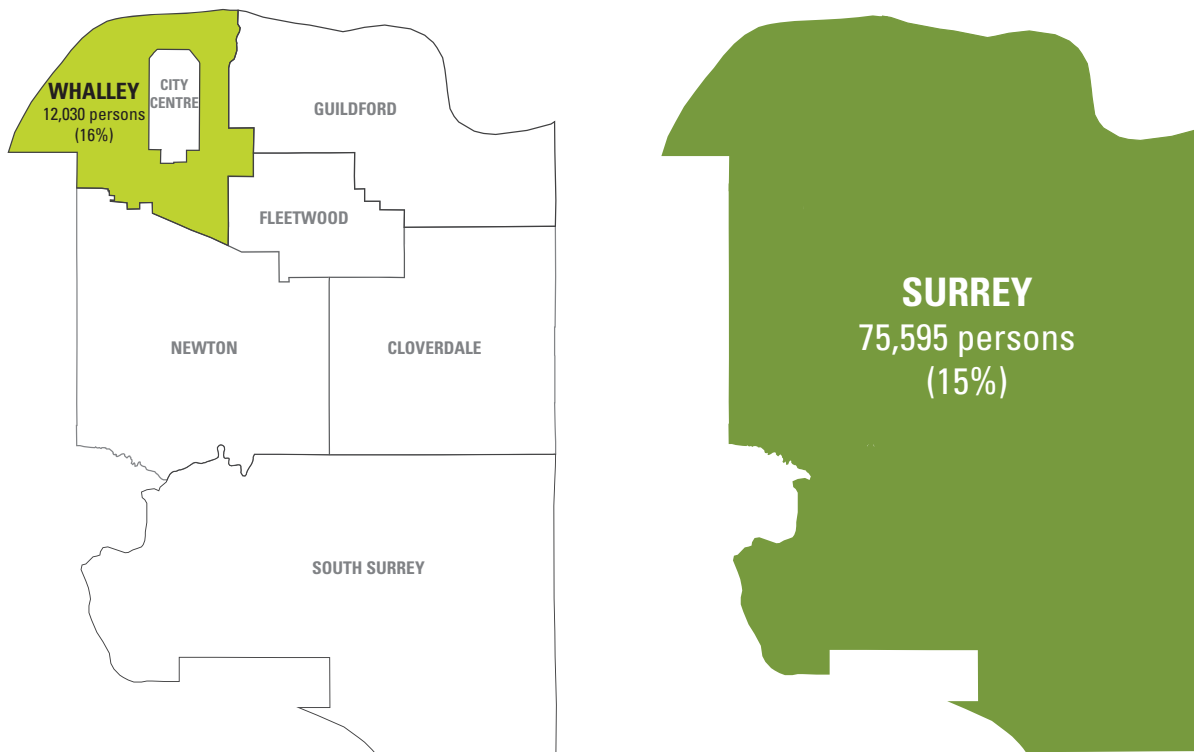 WHALLEY
12,030 persons
(16%)
CITY
CENTRE
GUILDFORD
FLEETWOOD
NEWTON
CLOVERDALE
SOUTH SURREY
SURREY
75,595 persons
(15%)